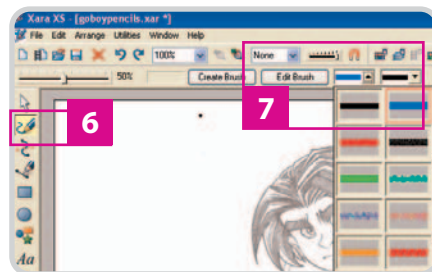 Xara XS - [goboypencils.xar *]
File Edit Arrange Utilities Window Help
100% None
50% Create Brush Edit Brush
6
7
Aa